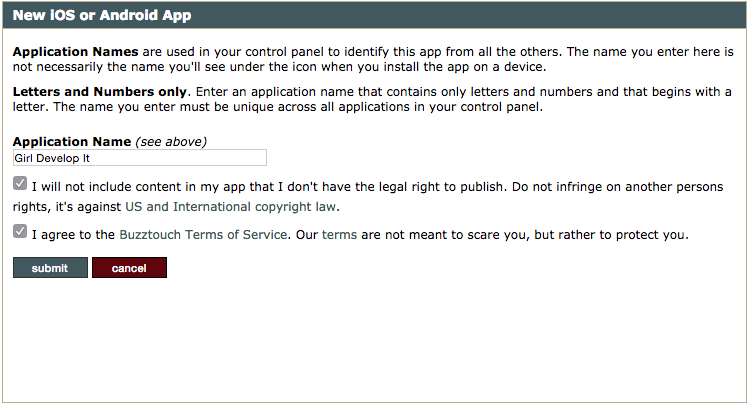 New iOS or Android App
Application Names are used in your control panel to identify this app from all the others. The name you enter here is
not necessarily the name you'll see under the icon when you install the app on a device.
Letters and Numbers only. Enter an application name that contains only letters and numbers and that begins with a
letter. The name you enter must be unique across all applications in your control panel.
Application Name (see above)
Girl Develop It
I will not include content in my app that I don't have the legal right to publish. Do not infringe on another persons
rights, it's against US and International copyright law.
I agree to the Buzztouch Terms of Service. Our terms are not meant to scare you, but rather to protect you.
submit cancel